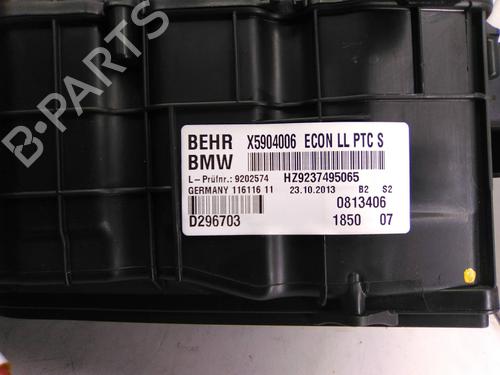 BEHR X5904006 ECON LL PTC S
BMW
L-Prüfnr.: 9202574 HZ9237495065
GERMANY 116116 11 23.10.2013 B2 S2
0813406
D296703 1850 07
B-PARTS